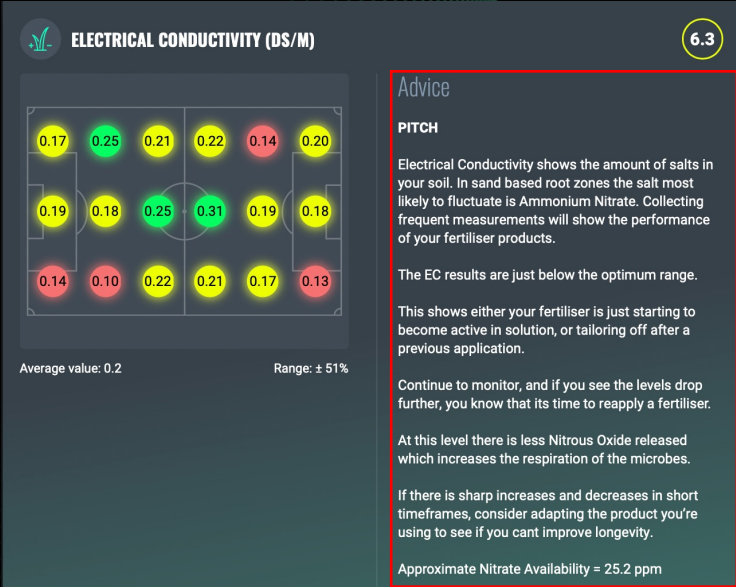 ELECTRICAL CONDUCTIVITY (DS/M)
6.3
0.17 0.25 0.21 0.22 0.14 0.20
0.19 0.18 0.25 0.31 0.19 0.18
0.14 0.10 0.22 0.21 0.17 0.13
Average value: 0.2
Range: ± 51%
Advice
PITCH
Electrical Conductivity shows the amount of salts in
your soil. In sand based root zones the salt most
likely to fluctuate is Ammonium Nitrate. Collecting
frequent measurements will show the performance
of your fertiliser products.
The EC results are just below the optimum range.
This shows either your fertiliser is just starting to
become active in solution, or tailoring off after a
previous application.
Continue to monitor, and if you see the levels drop
further, you know that its time to reapply a fertiliser.
At this level there is less Nitrous Oxide released
which increases the respiration of the microbes.
If there is sharp increases and decreases in short
timeframes, consider adapting the product you're
using to see if you cant improve longevity.
Approximate Nitrate Availability = 25.2 ppm